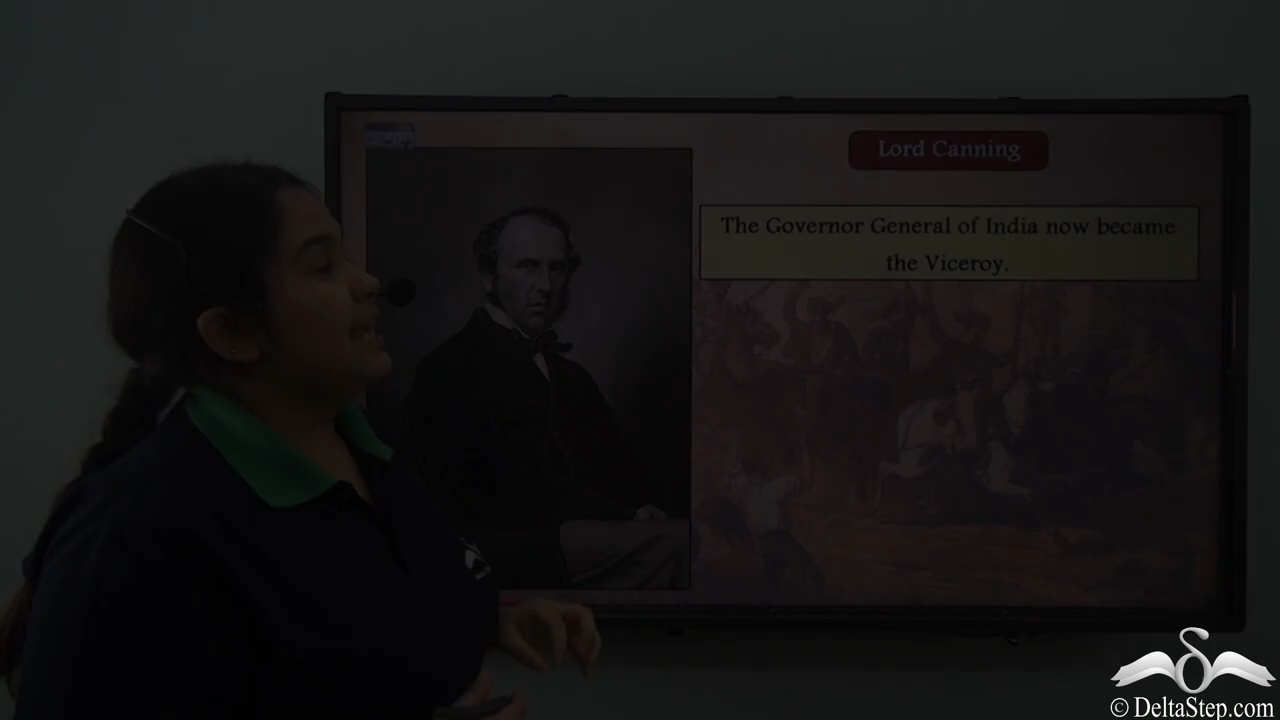 Lord Canning
The Governor General of India now became
the Viceroy.
© DeltaStep.com